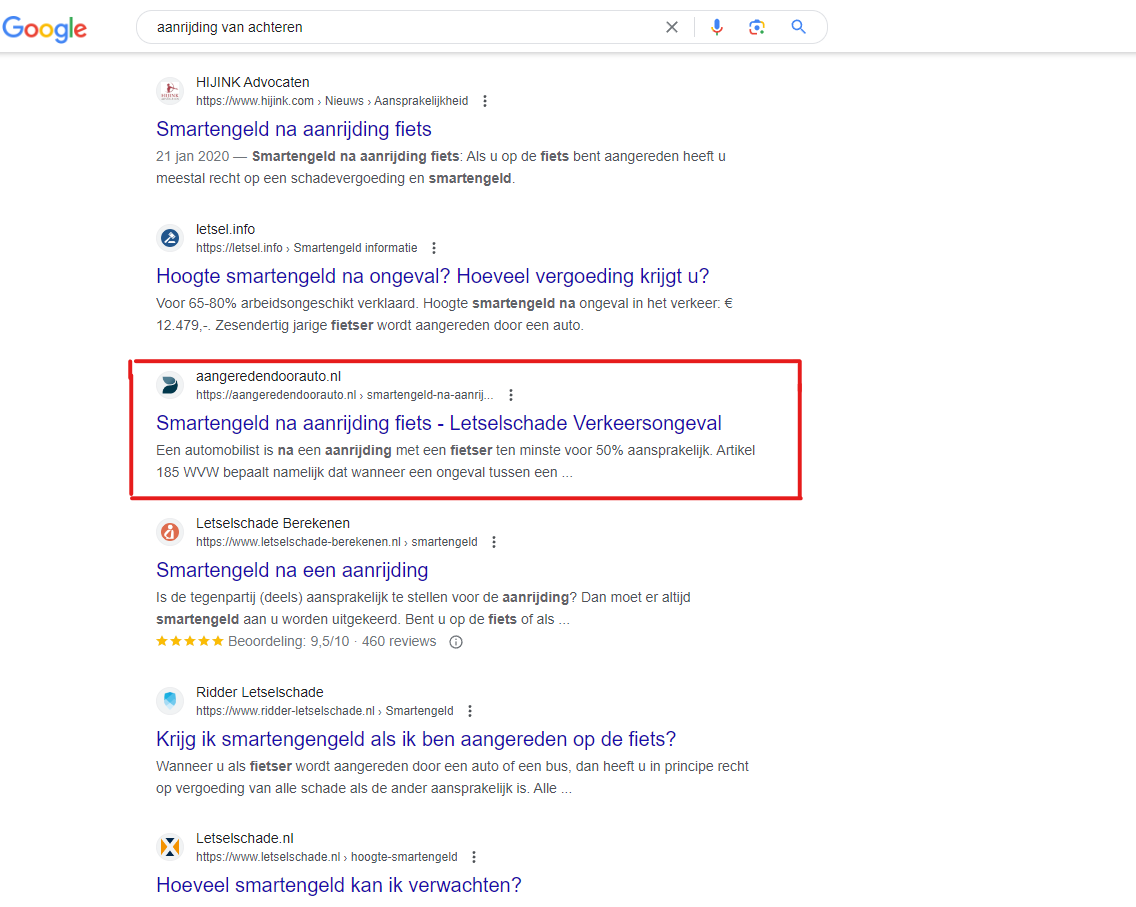 Google
aanrijding van achteren
HIJINK Advocaten
https://www.hijink.com › Nieuws › Aansprakelijkheid
Smartengeld na aanrijding fiets
21 jan 2020 — Smartengeld na aanrijding fiets: Als u op de fiets bent aangereden heeft u
meestal recht op een schadevergoeding en smartengeld.
letsel.info
https://letsel.info › Smartengeld informatie
Hoogte smartengeld na ongeval? Hoeveel vergoeding krijgt u?
Voor 65-80% arbeidsongeschikt verklaard. Hoogte smartengeld na ongeval in het verkeer: €
12.479,-. Zesendertig jarige fietser wordt aangereden door een auto.
aangeredendoorauto.nl
https://aangeredendoorauto.nl › smartengeld-na-aanrij...
Smartengeld na aanrijding fiets - Letselschade Verkeersongeval
Een automobilist is na een aanrijding met een fietser ten minste voor 50% aansprakelijk. Artikel
185 WVW bepaalt namelijk dat wanneer een ongeval tussen een ...
Letselschade Berekenen
https://www.letselschade-berekenen.nl › smartengeld
Smartengeld na een aanrijding
Is de tegenpartij (deels) aansprakelijk te stellen voor de aanrijding? Dan moet er altijd
smartengeld aan u worden uitgekeerd. Bent u op de fiets of als ...
Beoordeling: 9,5/10 · 460 reviews
Ridder Letselschade
https://www.ridder-letselschade.nl › Smartengeld
Krijg ik smartengengeld als ik ben aangereden op de fiets?
Wanneer u als fietser wordt aangereden door een auto of een bus, dan heeft u in principe recht
op vergoeding van alle schade als de ander aansprakelijk is. Alle ...
Letselschade.nl
https://www.letselschade.nl › hoogte-smartengeld
Hoeveel smartengeld kan ik verwachten?